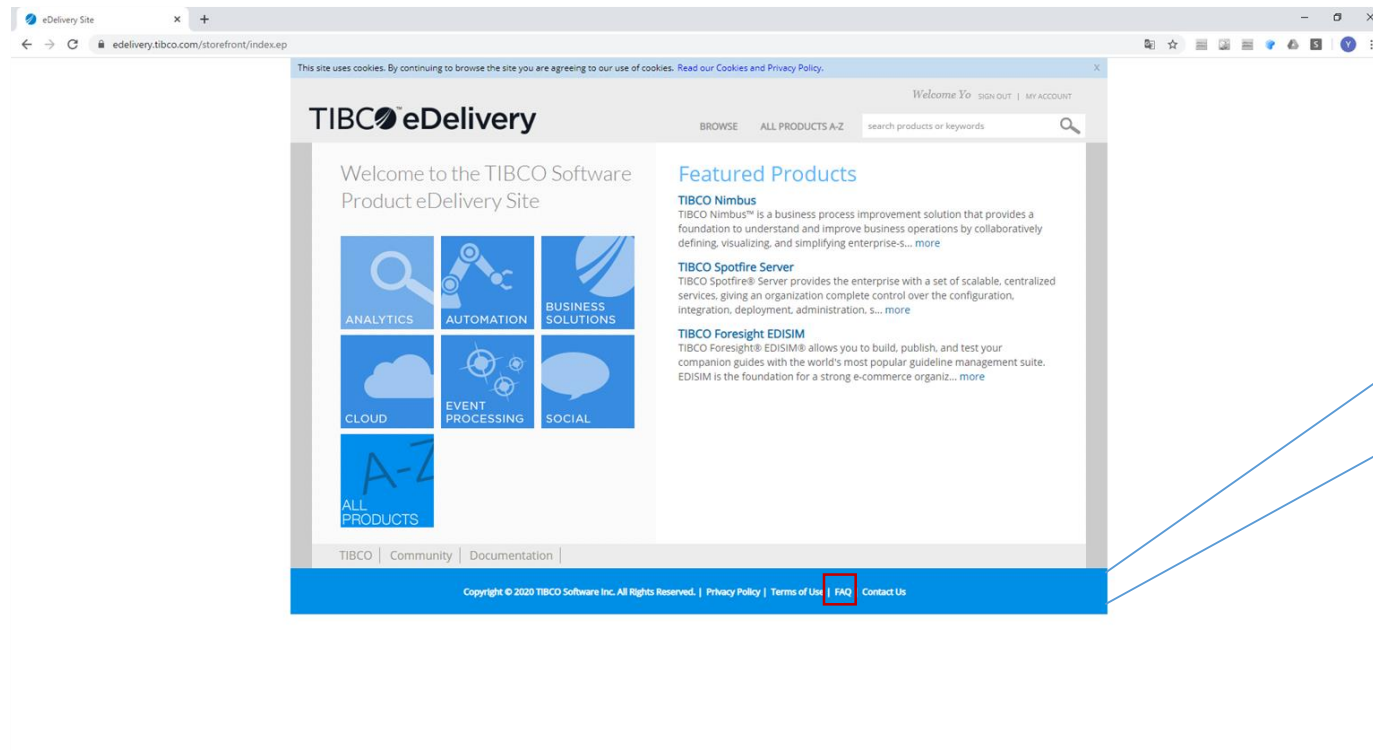 eDelivery Site
edelivery.tibco.com/storefront/index.ep
This site uses cookies. By continuing to browse the site you are agreeing to our use of cookies. Read our Cookies and Privacy Policy. X
Welcome Yo SIGN OUT | MY ACCOUNT
TIBCO™ eDelivery
BROWSE ALL PRODUCTS A-Z search products or keywords
Welcome to the TIBCO Software
Product eDelivery Site
ANALYTICS
AUTOMATION
BUSINESS
SOLUTIONS
CLOUD
EVENT
PROCESSING
SOCIAL
A-Z
ALL
PRODUCTS
Featured Products
TIBCO Nimbus
TIBCO Nimbus™ is a business process improvement solution that provides a
foundation to understand and improve business operations by collaboratively
defining, visualizing, and simplifying enterprise-s... more
TIBCO Spotfire Server
TIBCO Spotfire® Server provides the enterprise with a set of scalable, centralized
services, giving an organization complete control over the configuration,
integration, deployment, administration, s... more
TIBCO Foresight EDISIM
TIBCO Foresight® EDISIM® allows you to build, publish, and test your
companion guides with the world's most popular guideline management suite.
EDISIM is the foundation for a strong e-commerce organiz... more
TIBCO | Community | Documentation |
Copyright © 2020 TIBCO Software Inc. All Rights Reserved. | Privacy Policy | Terms of Use | FAQ Contact Us